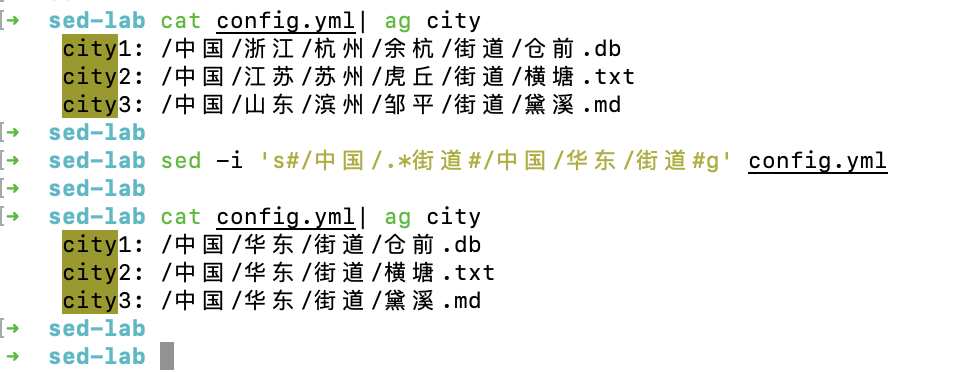 ➜ sed-lab cat config.yml| ag city
city1: /中国/浙江/杭州/余杭/街道/仓前.db
city2: /中国/江苏/苏州/虎丘/街道/横塘.txt
city3: /中国/山东/滨州/邹平/街道/黛溪.md
➜ sed-lab
➜ sed-lab sed -i 's#/中国/.*街道#/中国/华东/街道#g' config.yml
➜ sed-lab
➜ sed-lab cat config.yml| ag city
city1: /中国/华东/街道/仓前.db
city2: /中国/华东/街道/横塘.txt
city3: /中国/华东/街道/黛溪.md
➜ sed-lab
➜ sed-lab